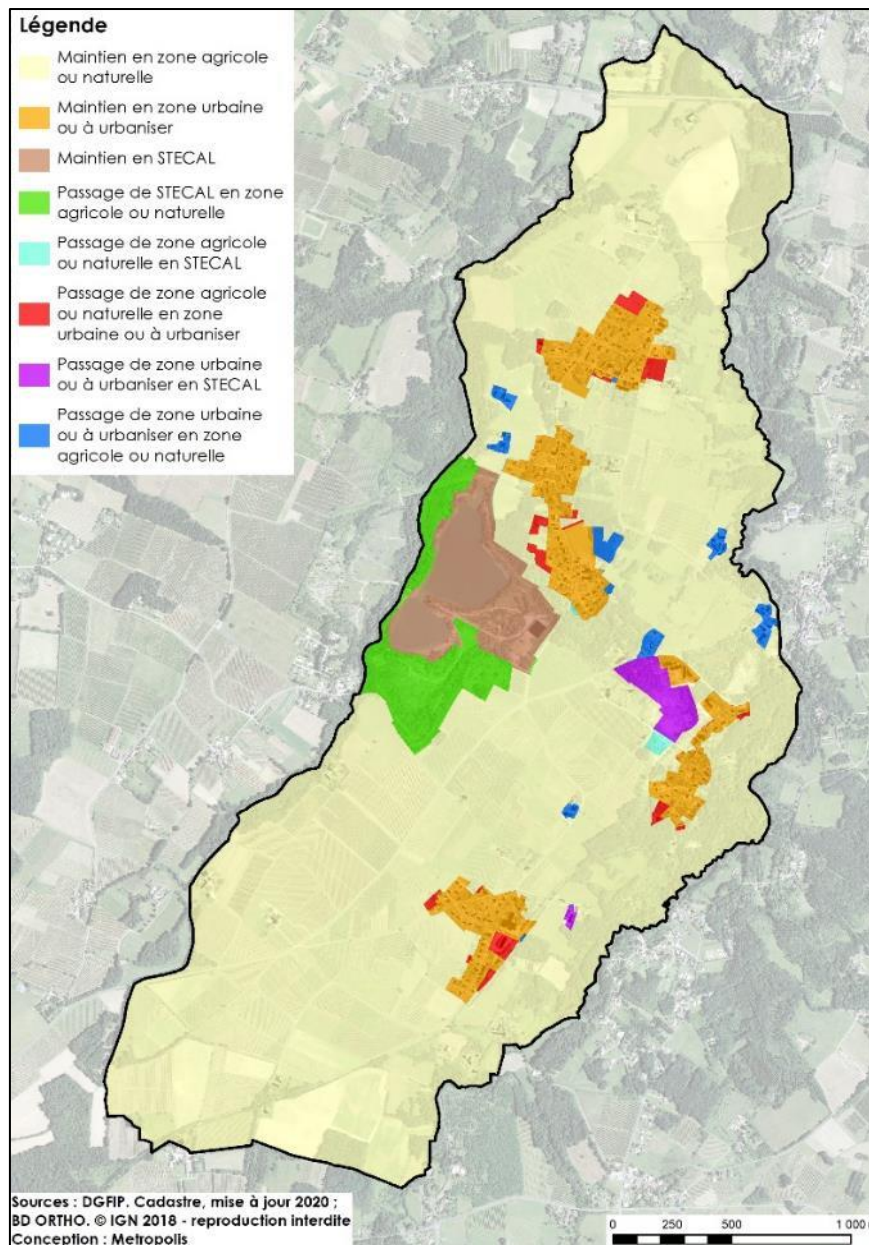 Légende
Maintien en zone agricole
ou naturelle
Maintien en zone urbaine
ou à urbaniser
Maintien en STECAL
Passage de STECAL en zone
agricole ou naturelle
Passage de zone agricole
ou naturelle en STECAL
Passage de zone agricole
ou naturelle en zone
urbaine ou à urbaniser
Passage de zone urbaine
ou à urbaniser en STECAL
Passage de zone urbaine
ou à urbaniser en zone
agricole ou naturelle
Sources : DGFIP. Cadastre, mise à jour 2020 ;
BD ORTHO. © IGN 2018 - reproduction interdite
Conception : Metropolis
0 250 500 1 000